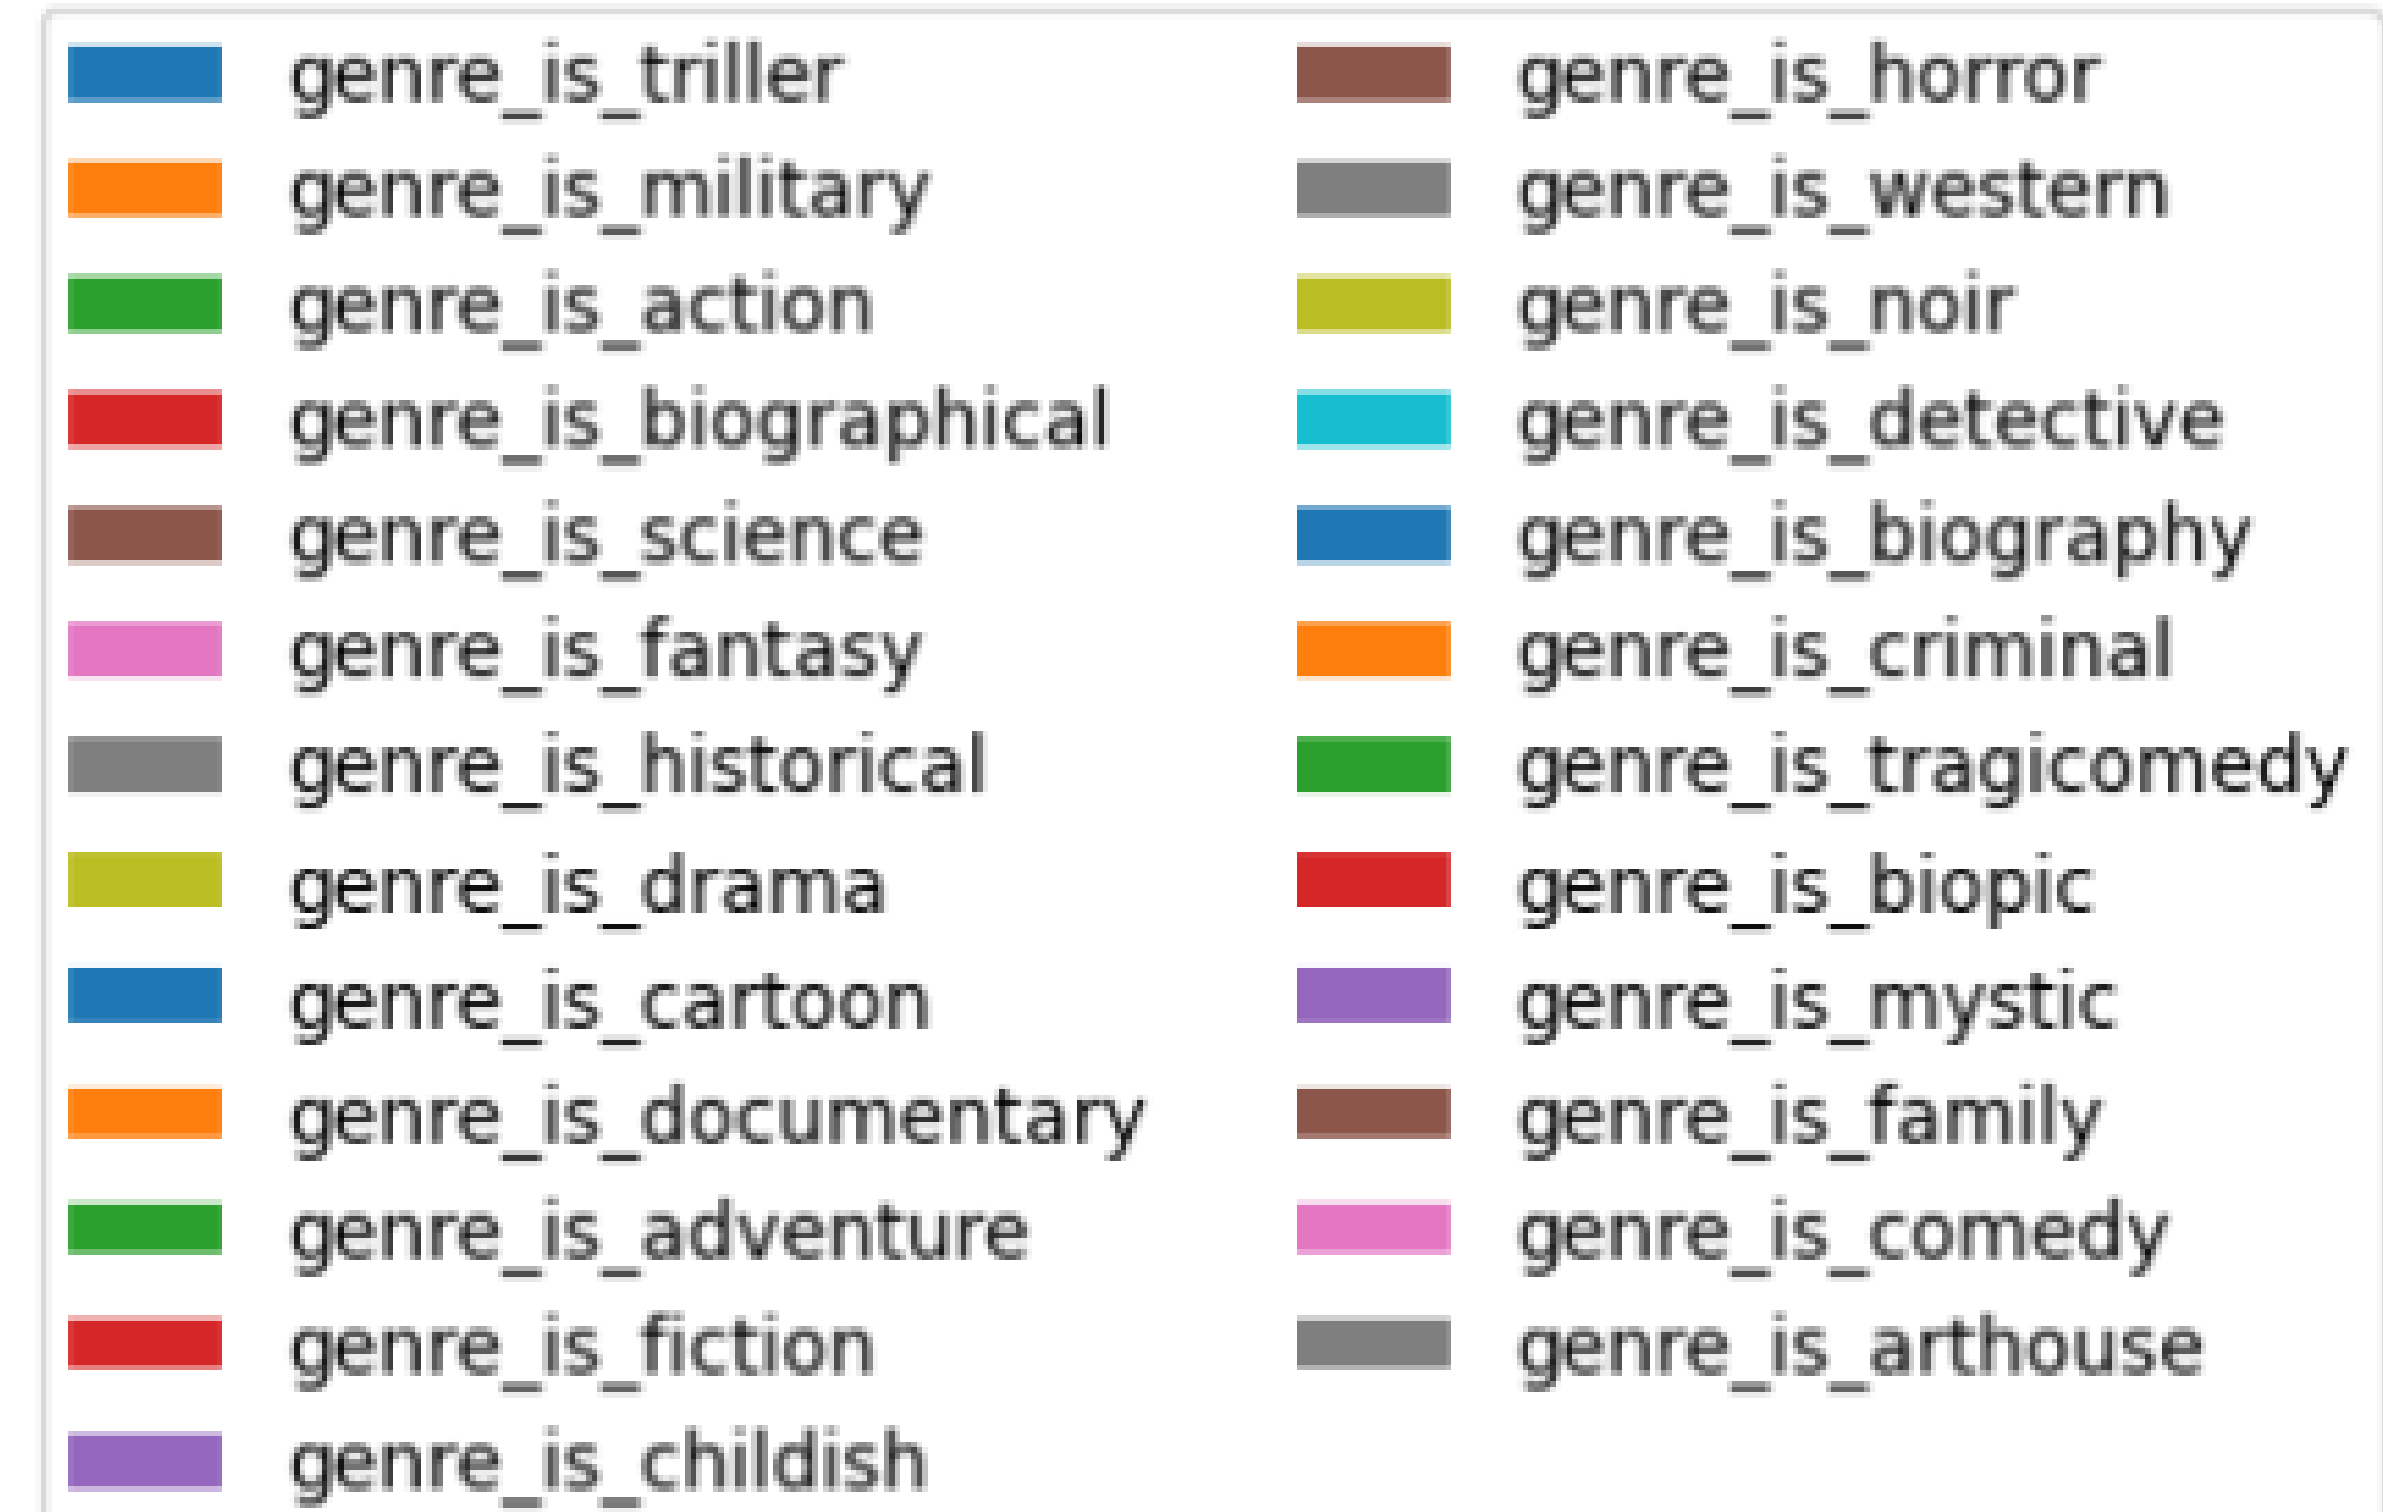 genre_is_triller
genre_is_military
genre_is_action
genre_is_biographical
genre_is_science
genre_is_fantasy
genre_is_historical
genre_is_drama
genre_is_cartoon
genre_is_documentary
genre_is_adventure
genre_is_fiction
genre_is_childish
genre_is_horror
genre_is_western
genre_is_noir
genre_is_detective
genre_is_biography
genre_is_criminal
genre_is_tragicomedy
genre_is_biopic
genre_is_mystic
genre_is_family
genre_is_comedy
genre_is_arthouse